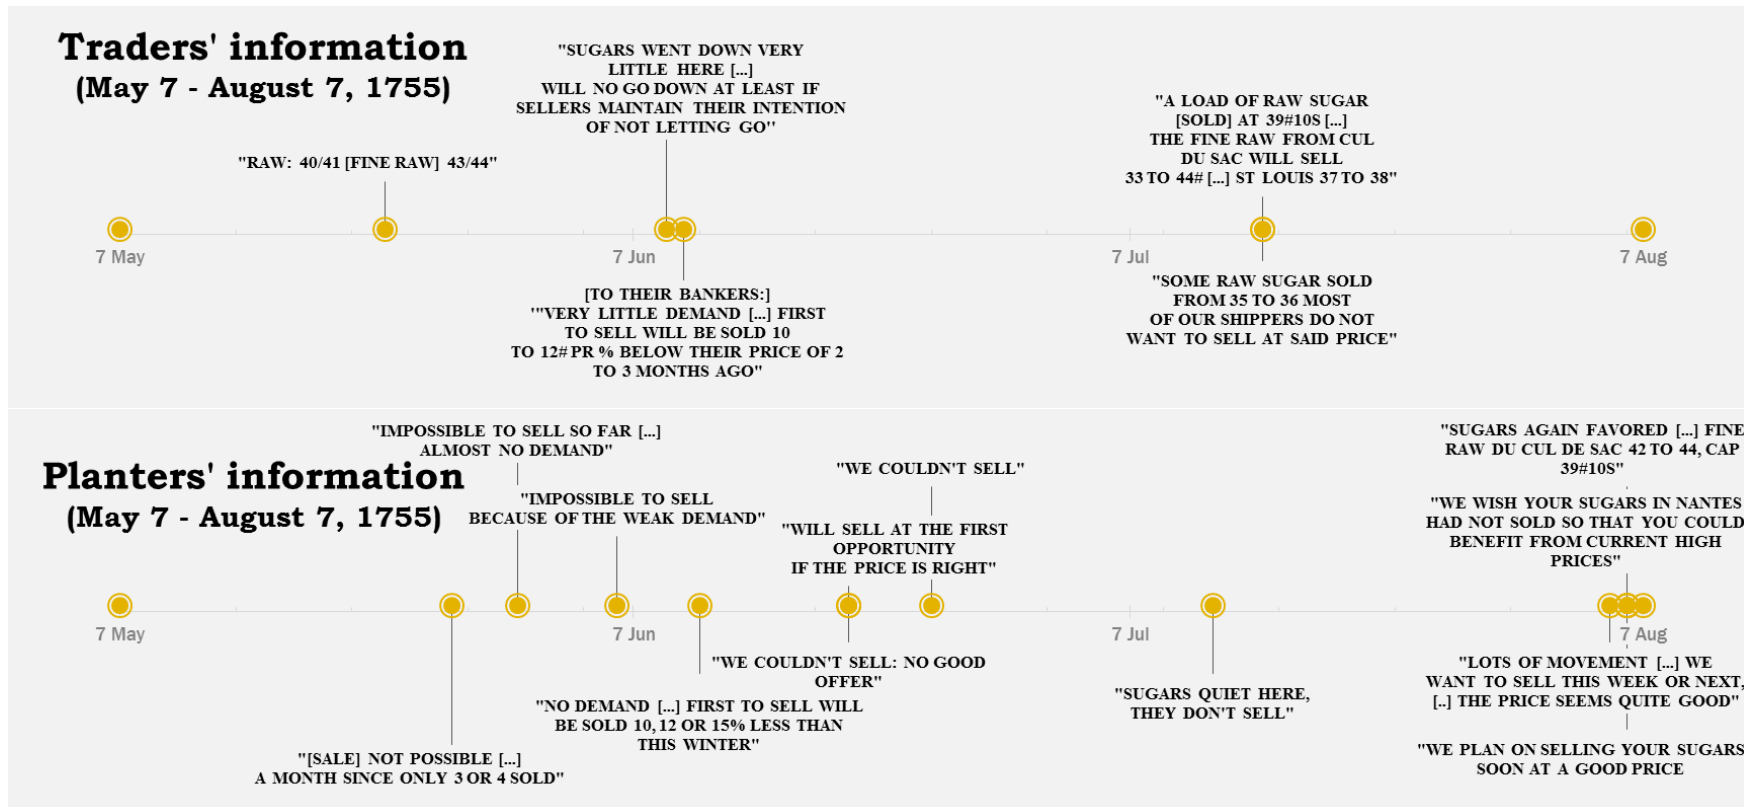 Traders' information
(May 7 - August 7, 1755)
"RAW: 40/41 [FINE RAW] 43/44"
"SUGARS WENT DOWN VERY
LITTLE HERE [...]
WILL NO GO DOWN AT LEAST IF
SELLERS MAINTAIN THEIR INTENTION
OF NOT LETTING GO''
"A LOAD OF RAW SUGAR
[SOLD] AT 39#10S [...]
THE FINE RAW FROM CUL
DU SAC WILL SELL
33 TO 44# [...] ST LOUIS 37 TO 38"
7 May
7 Jun
7 Jul
7 Aug
[TO THEIR BANKERS:]
'"VERY LITTLE DEMAND [...] FIRST
TO SELL WILL BE SOLD 10
TO 12# PR % BELOW THEIR PRICE OF 2
TO 3 MONTHS AGO"
"SOME RAW SUGAR SOLD
FROM 35 TO 36 MOST
OF OUR SHIPPERS DO NOT
WANT TO SELL AT SAID PRICE"
Planters' information
(May 7 - August 7, 1755)
"IMPOSSIBLE TO SELL SO FAR [...]
ALMOST NO DEMAND"
"IMPOSSIBLE TO SELL
BECAUSE OF THE WEAK DEMAND"
"WE COULDN'T SELL"
"WILL SELL AT THE FIRST
OPPORTUNITY
IF THE PRICE IS RIGHT"
"SUGARS AGAIN FAVORED [...] FINE
RAW DU CUL DE SAC 42 TO 44, CAP
39#10S"
"WE WISH YOUR SUGARS IN NANTES
HAD NOT SOLD SO THAT YOU COULD
BENEFIT FROM CURRENT HIGH
PRICES"
7 May
7 Jun
7 Jul
7 Aug
"[SALE] NOT POSSIBLE [...]
A MONTH SINCE ONLY 3 OR 4 SOLD"
"NO DEMAND [...] FIRST TO SELL WILL
BE SOLD 10, 12 OR 15% LESS THAN
THIS WINTER"
"WE COULDN'T SELL: NO GOOD
OFFER"
"SUGARS QUIET HERE,
THEY DON'T SELL"
"LOTS OF MOVEMENT [...] WE
WANT TO SELL THIS WEEK OR NEXT,
[..] THE PRICE SEEMS QUITE GOOD"
"WE PLAN ON SELLING YOUR SUGARS
SOON AT A GOOD PRICE